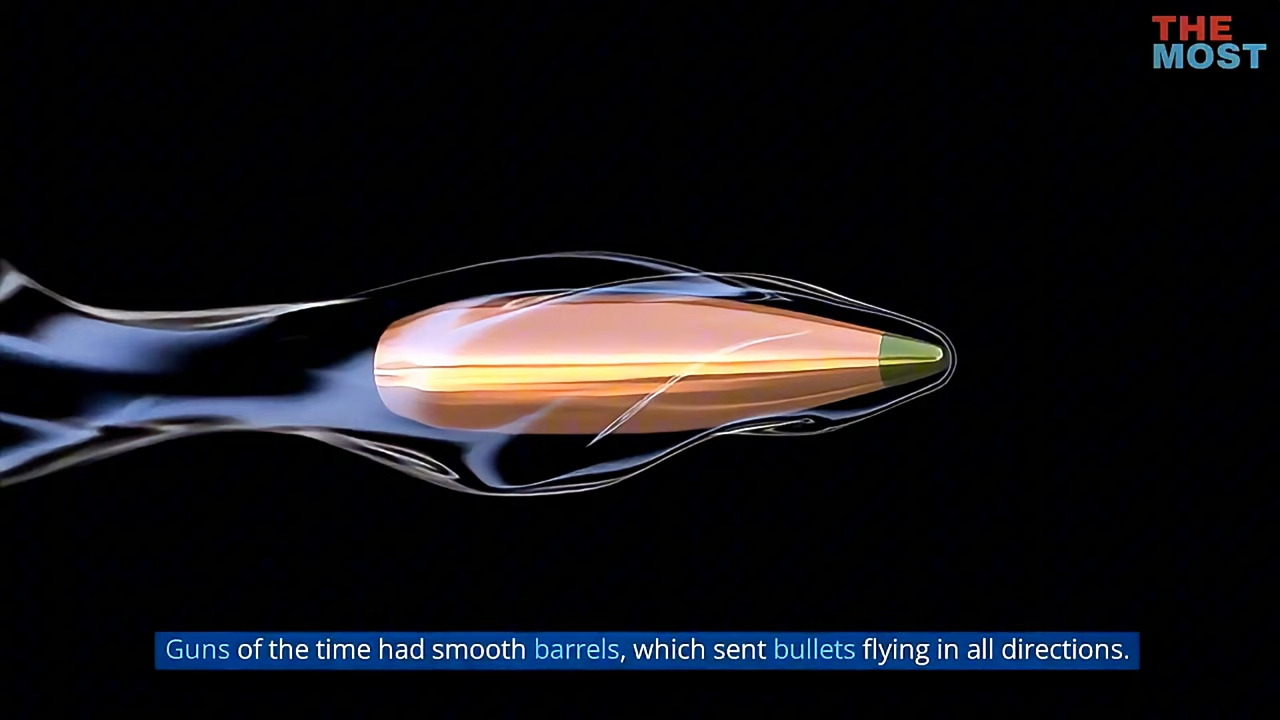 THE
MOST
Guns of the time had smooth barrels, which sent bullets flying in all directions.